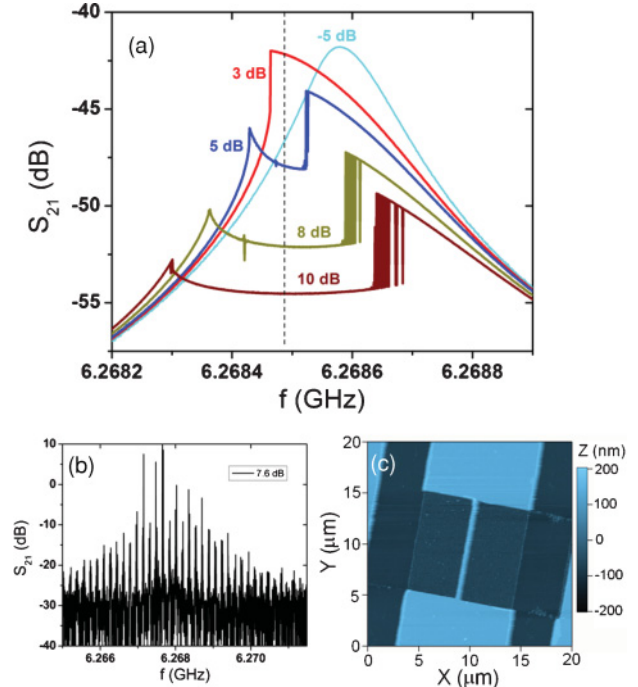 (a)
-5 dB
3 dB
5 dB
8 dB
10 dB
-40
-45
-50
-55
S21 (dB)
6.2682 6.2684 6.2686 6.2688
f (GHz)
(b)
7.6 dB
10
0
-10
-20
-30
-40
S21 (dB)
6.266 6.268 6.270
f (GHz)
(c)
Z (nm)
200
100
0
-100
-200
20
15
10
5
0
Y (μm)
0 5 10 15 20
X (μm)